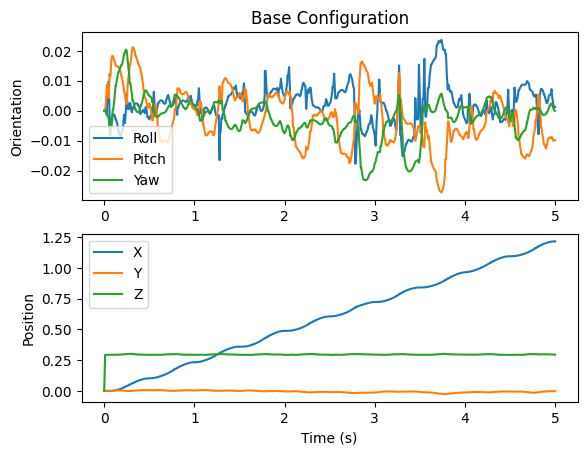 Base Configuration
Orientation
0.02
0.01
0.00
−0.01
−0.02
Roll
Pitch
Yaw
0 1 2 3 4 5
Position
1.25
1.00
0.75
0.50
0.25
0.00
X
Y
Z
0 1 2 3 4 5
Time (s)